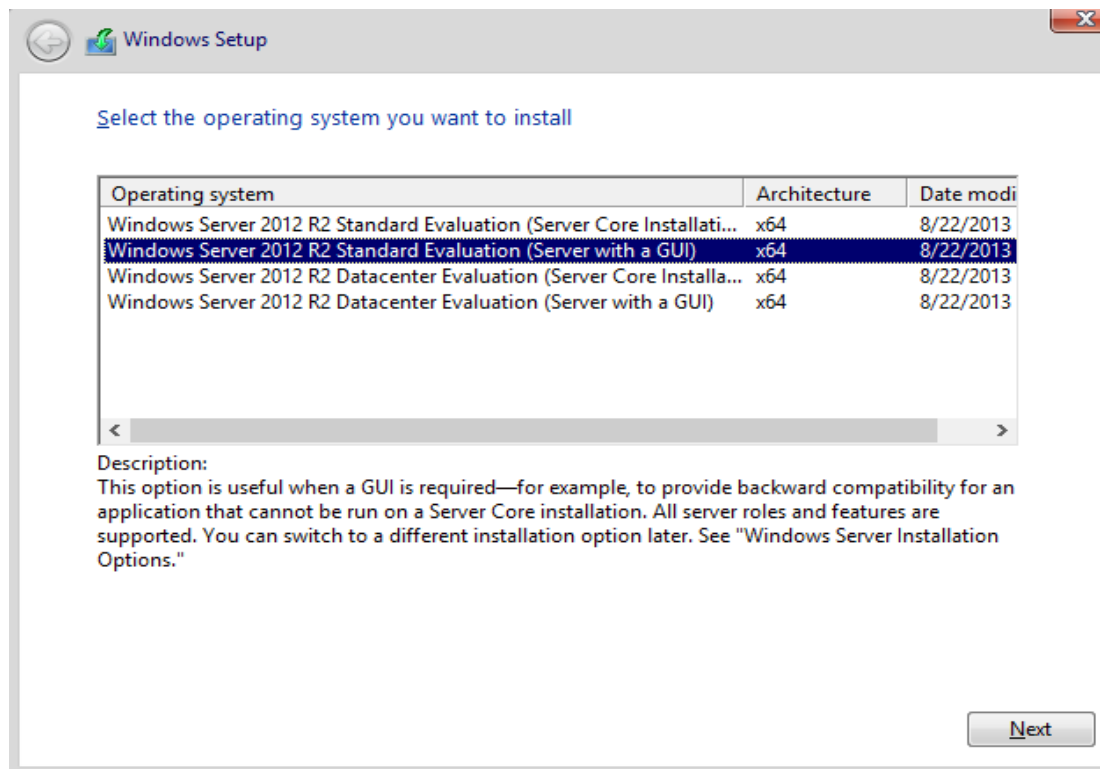 Windows Setup
Select the operating system you want to install
Operating system Architecture Date modi
Windows Server 2012 R2 Standard Evaluation (Server Core Installati... x64 8/22/2013
Windows Server 2012 R2 Standard Evaluation (Server with a GUI) x64 8/22/2013
Windows Server 2012 R2 Datacenter Evaluation (Server Core Installa... x64 8/22/2013
Windows Server 2012 R2 Datacenter Evaluation (Server with a GUI) x64 8/22/2013
Description:
This option is useful when a GUI is required—for example, to provide backward compatibility for an
application that cannot be run on a Server Core installation. All server roles and features are
supported. You can switch to a different installation option later. See "Windows Server Installation
Options."
Next